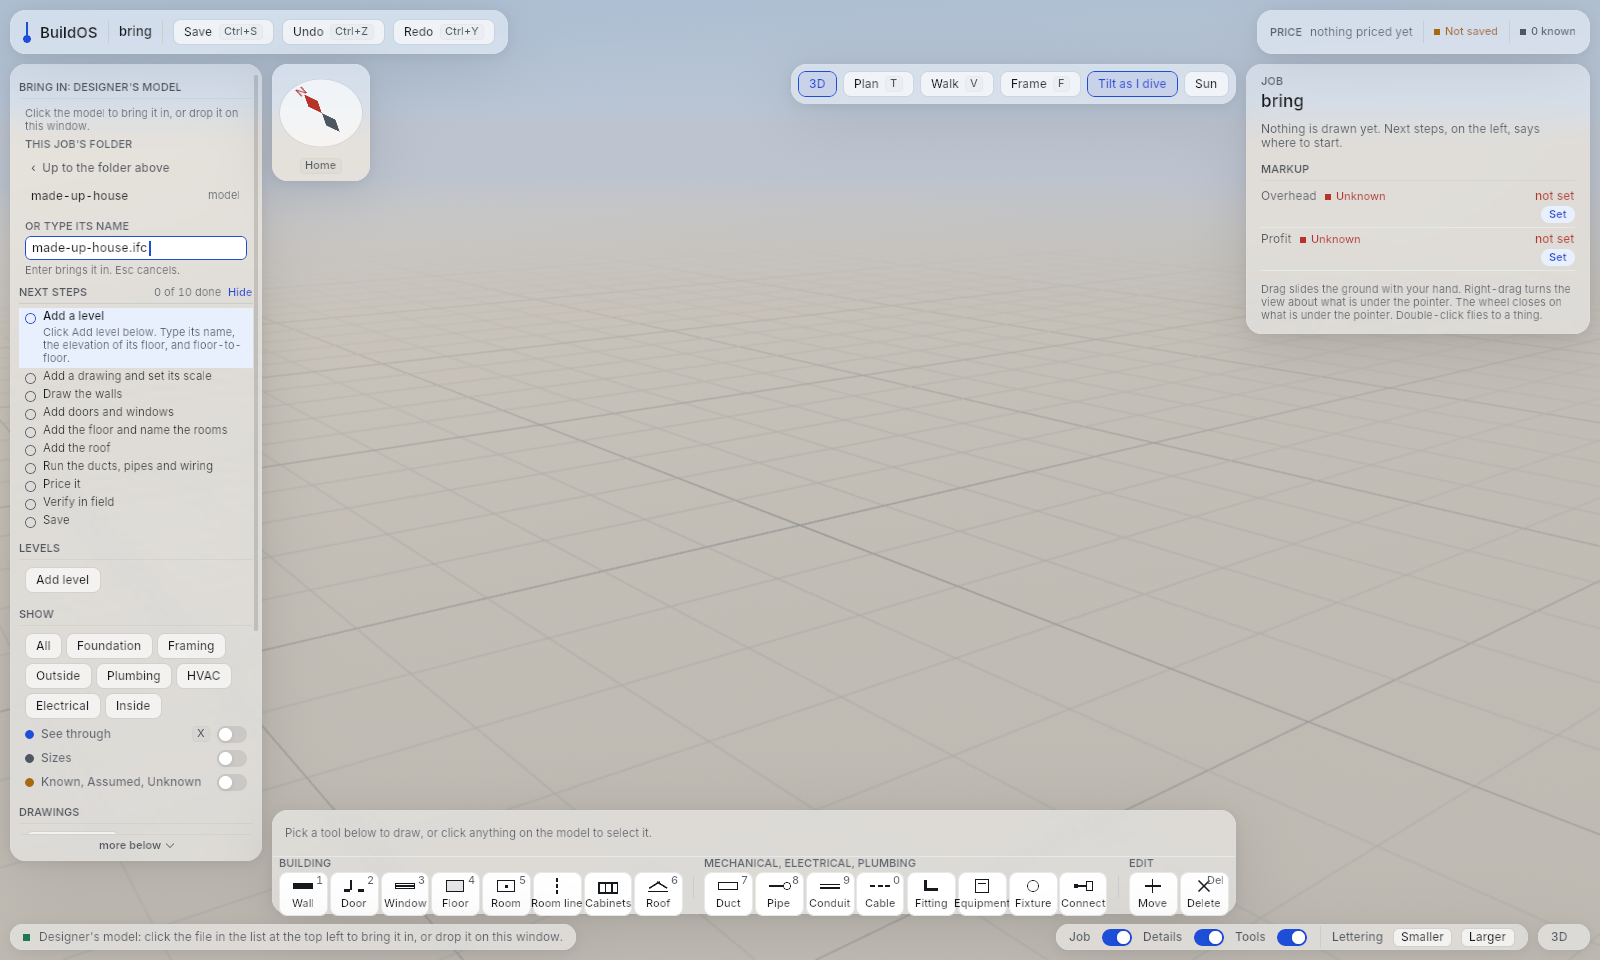 BuildOS bring Save Ctrl+S Undo Ctrl+Z Redo Ctrl+Y
PRICE nothing priced yet Not saved 0 known
BRING IN: DESIGNER'S MODEL
Click the model to bring it in, or drop it on
this window.
THIS JOB'S FOLDER
‹ Up to the folder above
made-up-house model
OR TYPE ITS NAME
made-up-house.ifc
Enter brings it in. Esc cancels.
NEXT STEPS 0 of 10 done Hide
Add a level
Click Add level below. Type its name,
the elevation of its floor, and floor-to-
floor.
Add a drawing and set its scale
Draw the walls
Add doors and windows
Add the floor and name the rooms
Add the roof
Run the ducts, pipes and wiring
Price it
Verify in field
Save
LEVELS
Add level
SHOW
All Foundation Framing
Outside Plumbing HVAC
Electrical Inside
See through X
Sizes
Known, Assumed, Unknown
DRAWINGS
more below
N
Home
3D Plan T Walk V Frame F Tilt as I dive Sun
JOB
bring
Nothing is drawn yet. Next steps, on the left, says
where to start.
MARKUP
Overhead Unknown not set
Set
Profit Unknown not set
Set
Drag slides the ground with your hand. Right-drag turns the
view about what is under the pointer. The wheel closes on
what is under the pointer. Double-click flies to a thing.
Pick a tool below to draw, or click anything on the model to select it.
BUILDING MECHANICAL, ELECTRICAL, PLUMBING EDIT
1 2 3 4 5 6 7 8 9 0 Del
Wall Door Window Floor Room Room line Cabinets Roof Duct Pipe Conduit Cable Fitting Equipment Fixture Connect Move Delete
Designer's model: click the file in the list at the top left to bring it in, or drop it on this window.
Job Details Tools Lettering Smaller Larger 3D